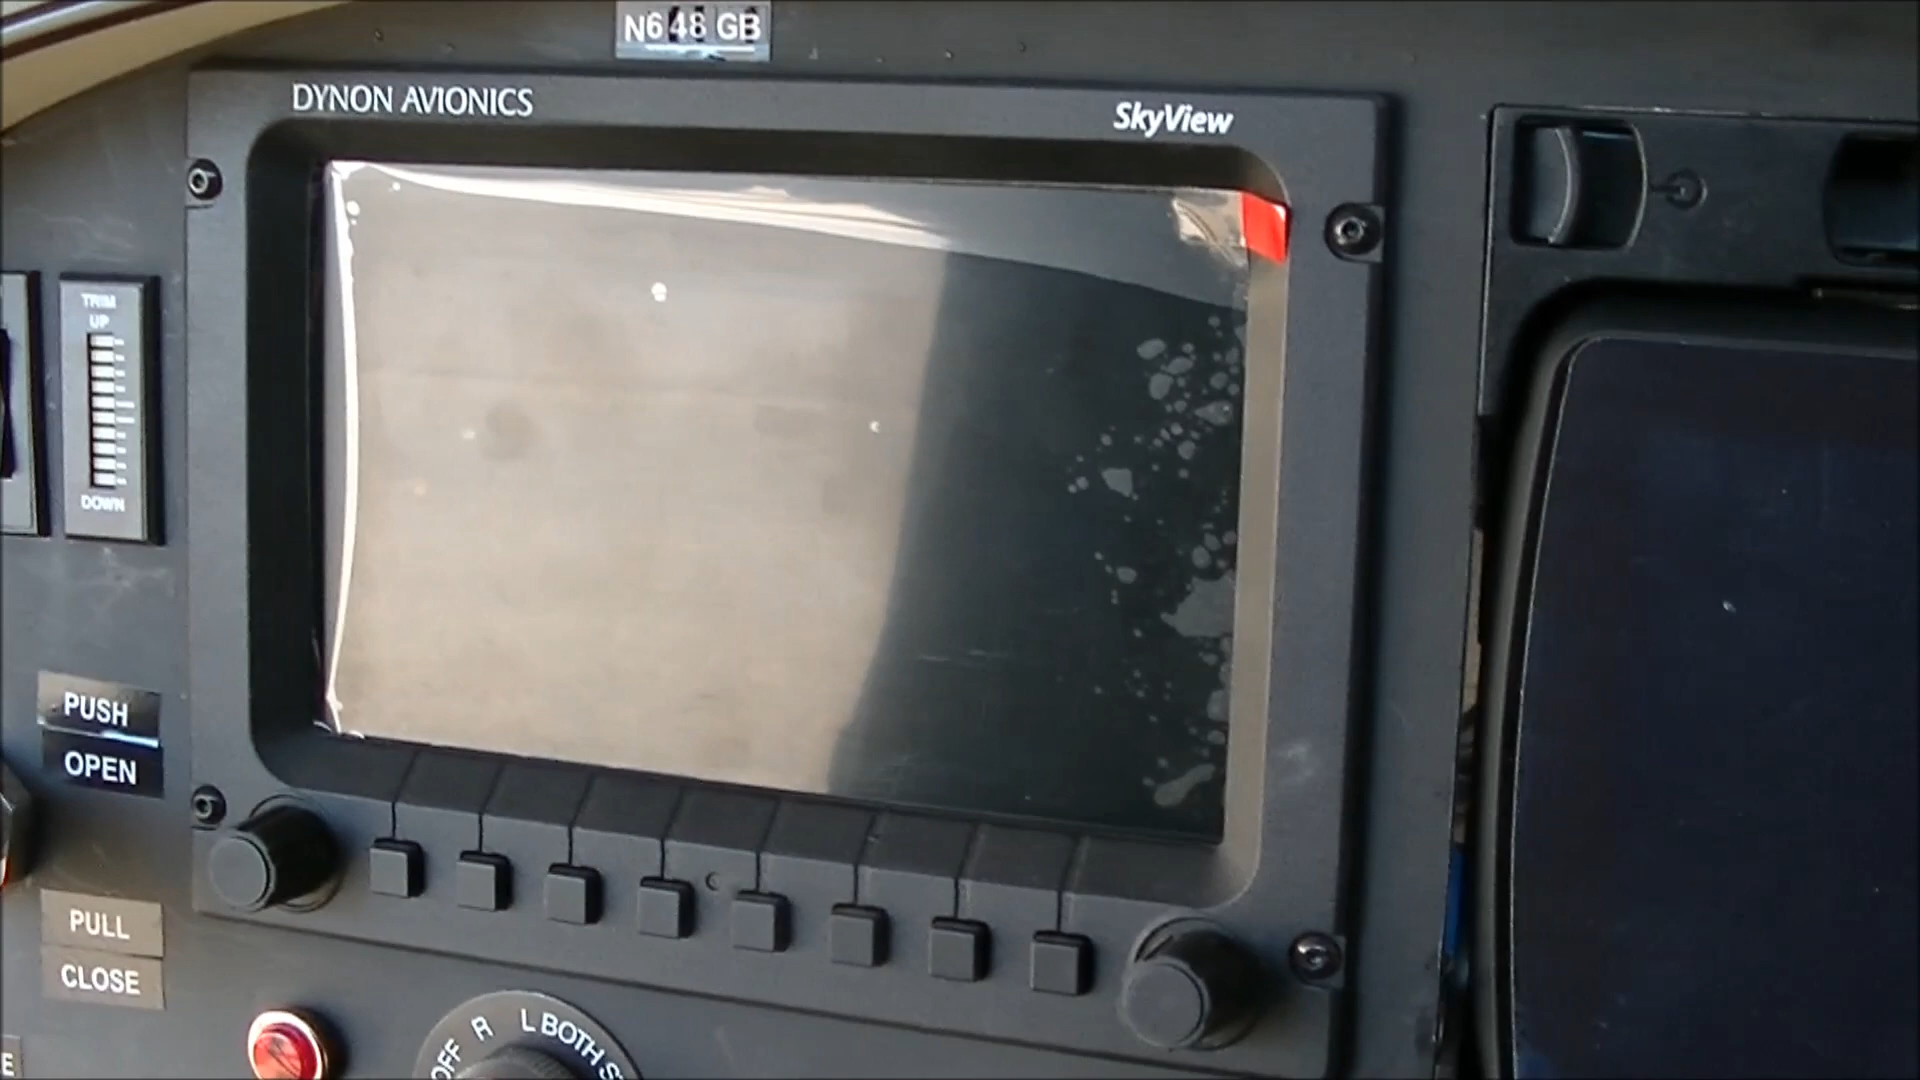 N648GB
DYNON AVIONICS
SkyView
TRIM
UP
DOWN
PUSH
OPEN
PULL
CLOSE
OFF R L BOTH